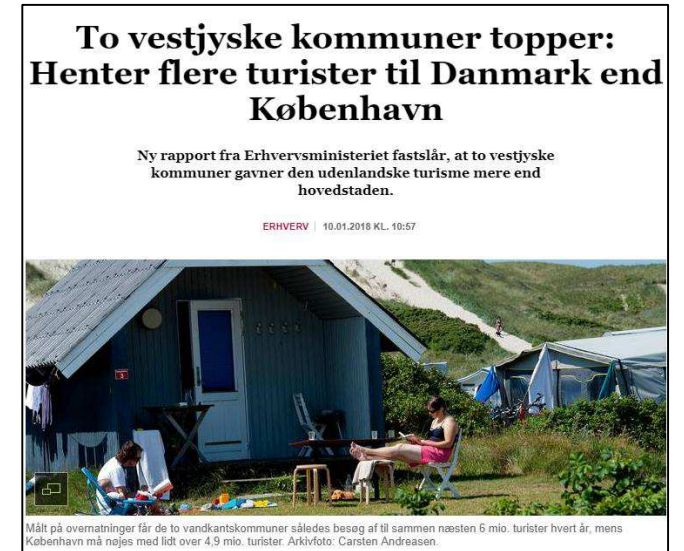 To vestjyske kommuner topper:
Henter flere turister til Danmark end
København
Ny rapport fra Erhvervsministeriet fastslår, at to vestjyske
kommuner gavner den udenlandske turisme mere end
hovedstaden.
ERHVERV | 10.01.2018 KL. 10:57
3
Målt på overnatninger får de to vandkantskommuner således besøg af til sammen næsten 6 mio. turister hvert år, mens
København må nøjes med lidt over 4,9 mio. turister. Arkivfoto: Carsten Andreasen.